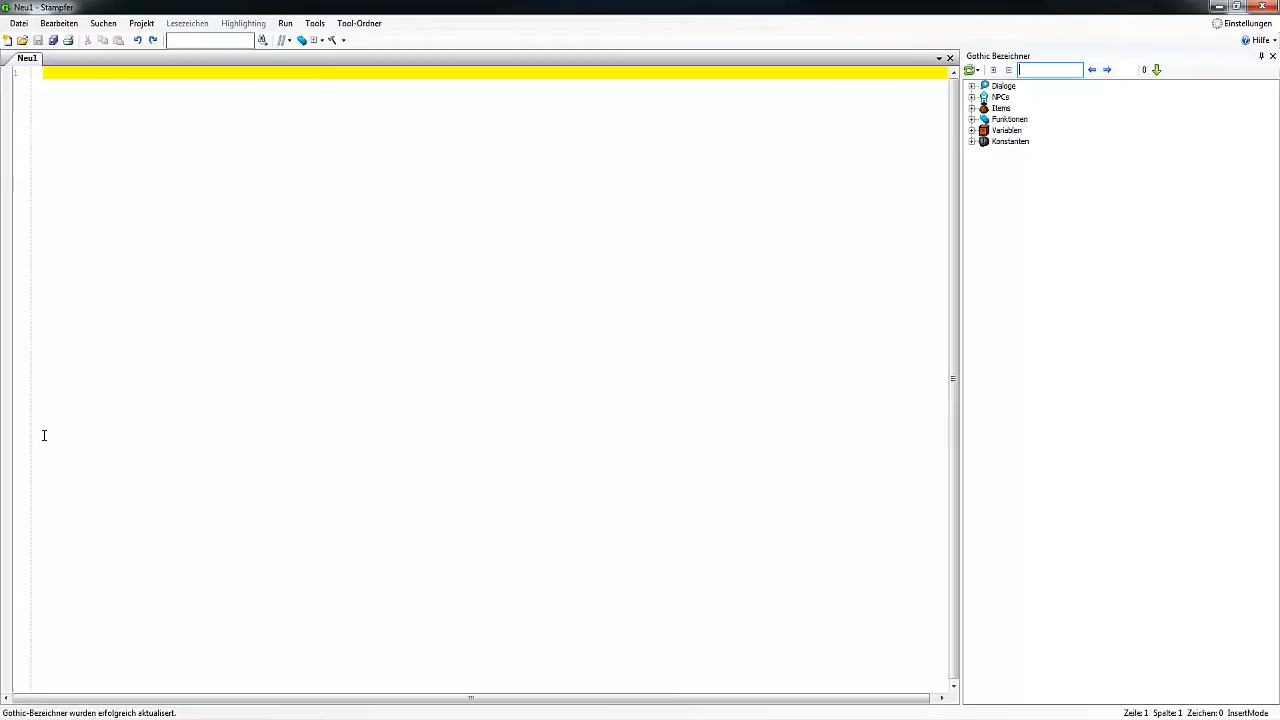 Neu1 - Stampfer
Datei Bearbeiten Suchen Projekt Lesezeichen Highlighting Run Tools Tool-Ordner Einstellungen
Hilfe
Neu1
Gothic Bezeichner
0
1
Dialoge
NPCs
Items
Funktionen
Variablen
Konstanten
Gothic-Bezeichner wurden erfolgreich aktualisiert. Zeile: 1 Spalte: 1 Zeichen: 0 InsertMode